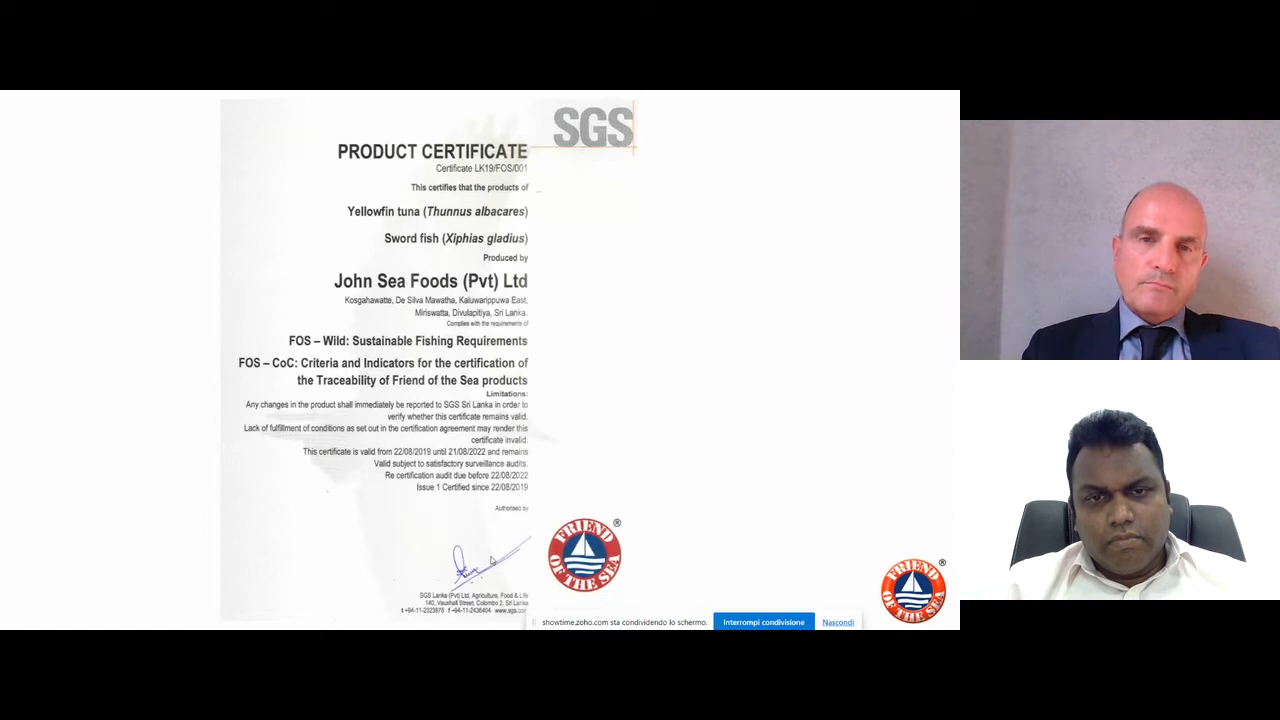 SGS
PRODUCT CERTIFICATE
Certificate LK19/FOS/001
This certifies that the products of
Yellowfin tuna (Thunnus albacares)
Sword fish (Xiphias gladius)
Produced by
John Sea Foods (Pvt) Ltd
Kosgahawatte, De Silva Mawatha, Kaluwarippuwa East,
Miriswatta, Divulapitiya, Sri Lanka.
Complies with the requirements of
FOS – Wild: Sustainable Fishing Requirements
FOS – CoC: Criteria and Indicators for the certification of
the Traceability of Friend of the Sea products
Limitations:
Any changes in the product shall immediately be reported to SGS Sri Lanka in order to
verify whether this certificate remains valid.
Lack of fulfillment of conditions as set out in the certification agreement may render this
certificate invalid.
This certificate is valid from 22/08/2019 until 21/08/2022 and remains
Valid subject to satisfactory surveillance audits.
Re certification audit due before 22/08/2022
Issue 1 Certified since 22/08/2019
Authorised by
FRIEND OF THE SEA ®
SGS Lanka (Pvt) Ltd, Agriculture, Food & Life
140, Vauxhall Street, Colombo 2, Sri Lanka
t +94-11-2323878 f +94-11-2436404 www.sgs.com
FRIEND OF THE SEA ®
showtime.zoho.com sta condividendo lo schermo.
Interrompi condivisione
Nascondi